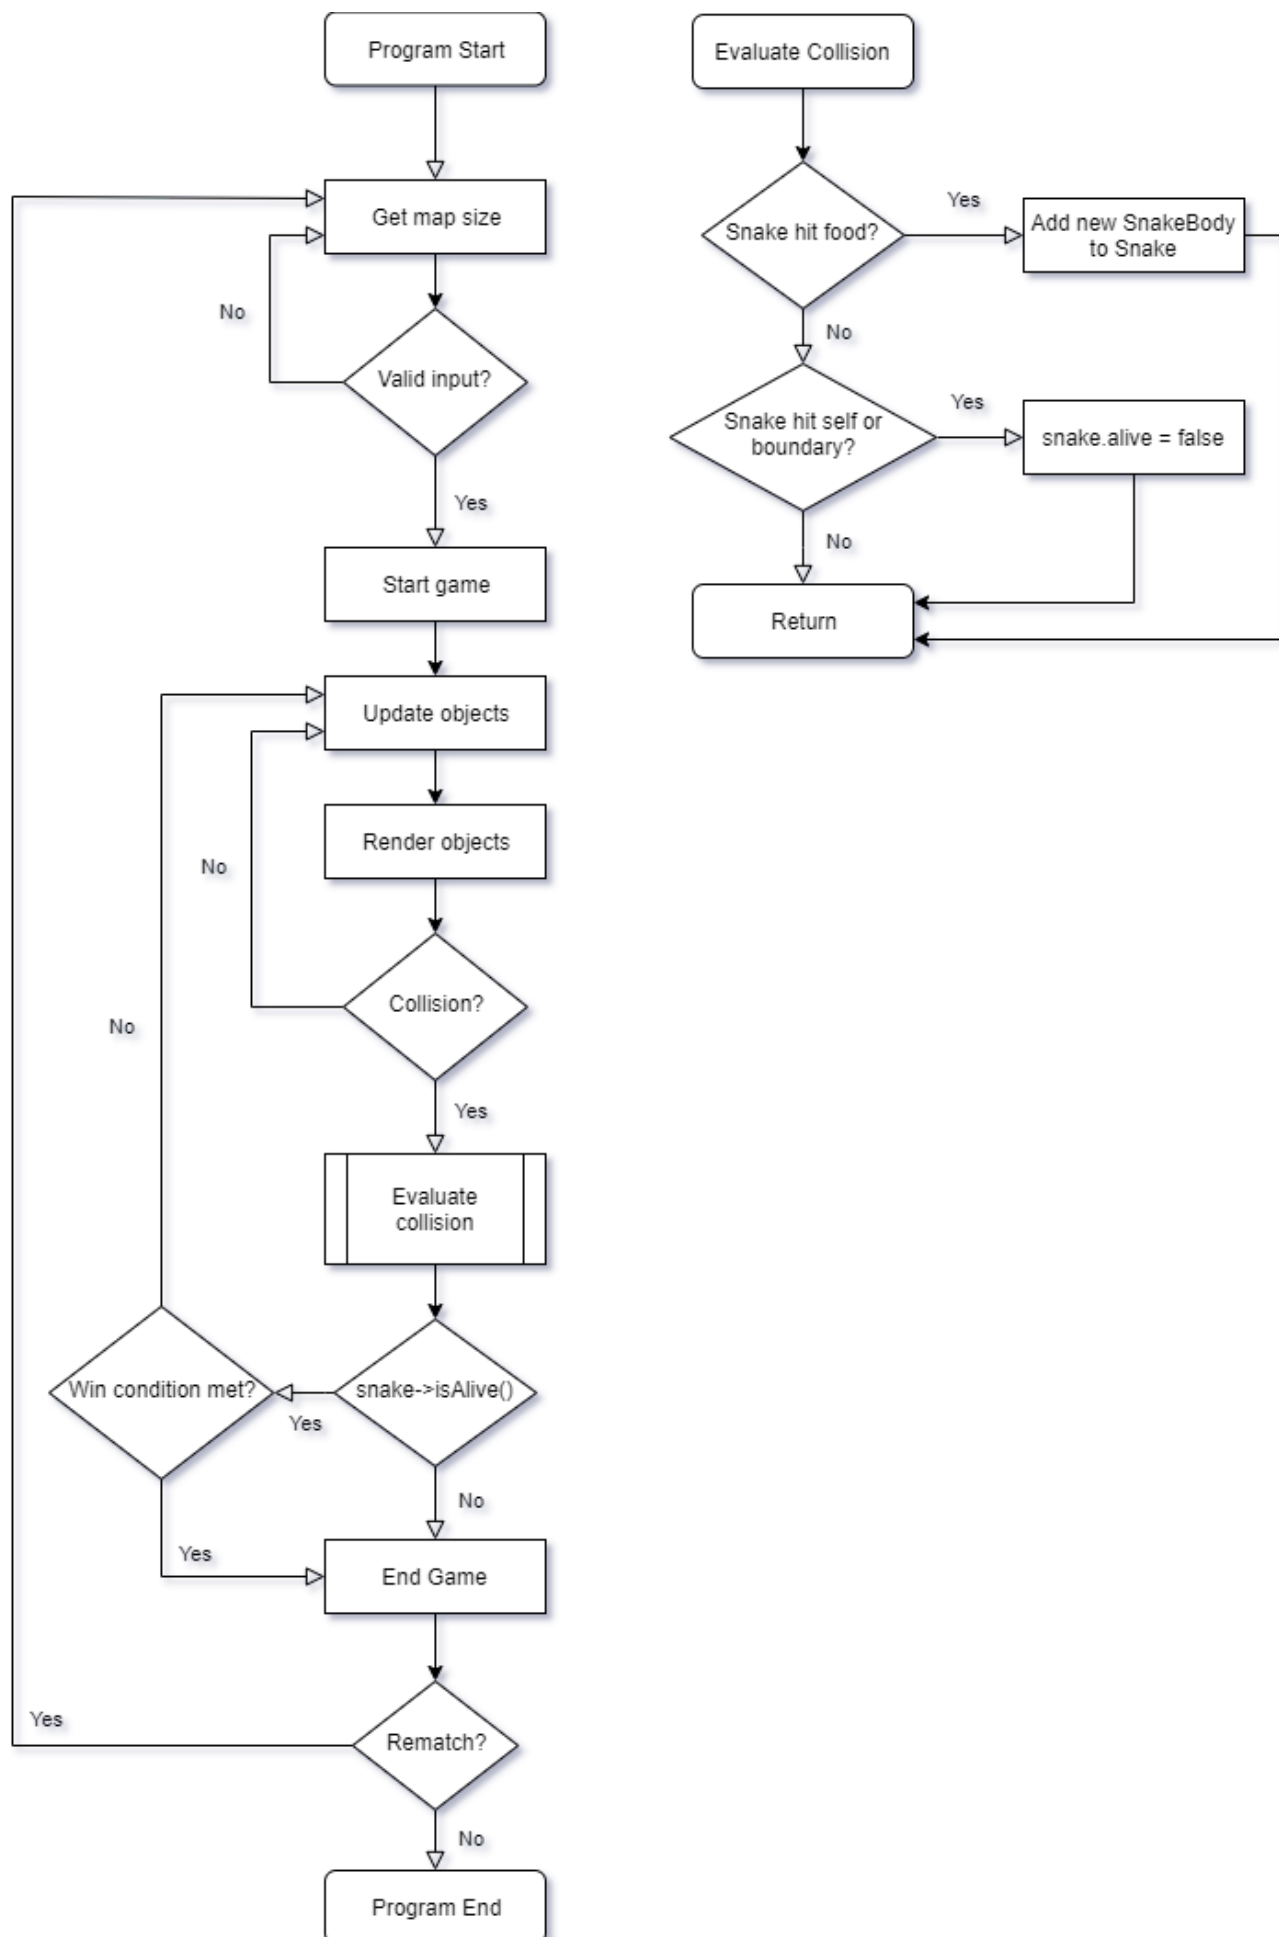 Program Start
Get map size
No
Valid input?
Yes
Start game
Update objects
Render objects
No
Collision?
No
Yes
Evaluate
collision
Win condition met?
snake->isAlive()
Yes
No
Yes
End Game
Yes
Rematch?
No
Program End
Evaluate Collision
Snake hit food?
Yes
Add new SnakeBody
to Snake
No
Snake hit self or
boundary?
Yes
snake.alive = false
No
Return